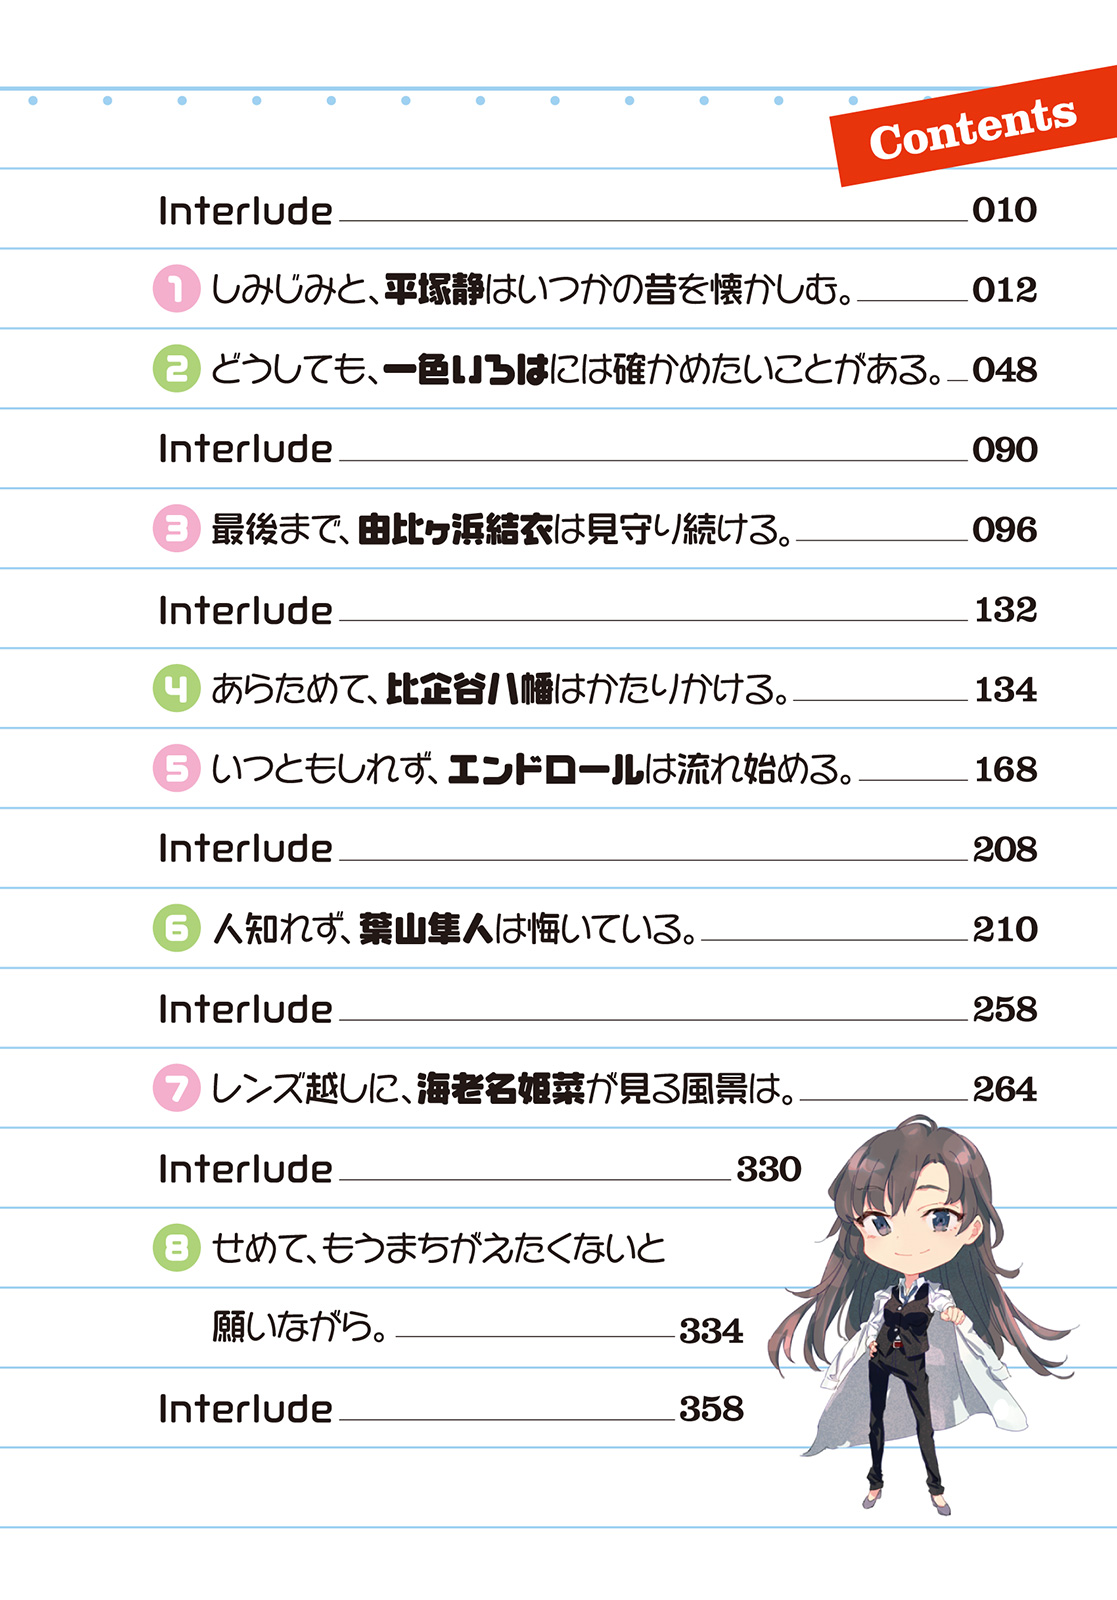 Contents
Interlude 010
1 しみじみと、平塚静はいつかの昔を懐かしむ。 012
2 どうしても、一色いろはには確かめたいことがある。 048
Interlude 090
3 最後まで、由比ヶ浜結衣は見守り続ける。 096
Interlude 132
4 あらためて、比企谷八幡はかたりかける。 134
5 いつともしれず、エンドロールは流れ始める。 168
Interlude 208
6 人知れず、葉山隼人は悔いている。 210
Interlude 258
7 レンズ越しに、海老名姫菜が見る風景は。 264
Interlude 330
8 せめて、もうまちがえたくないと
願いながら。 334
Interlude 358